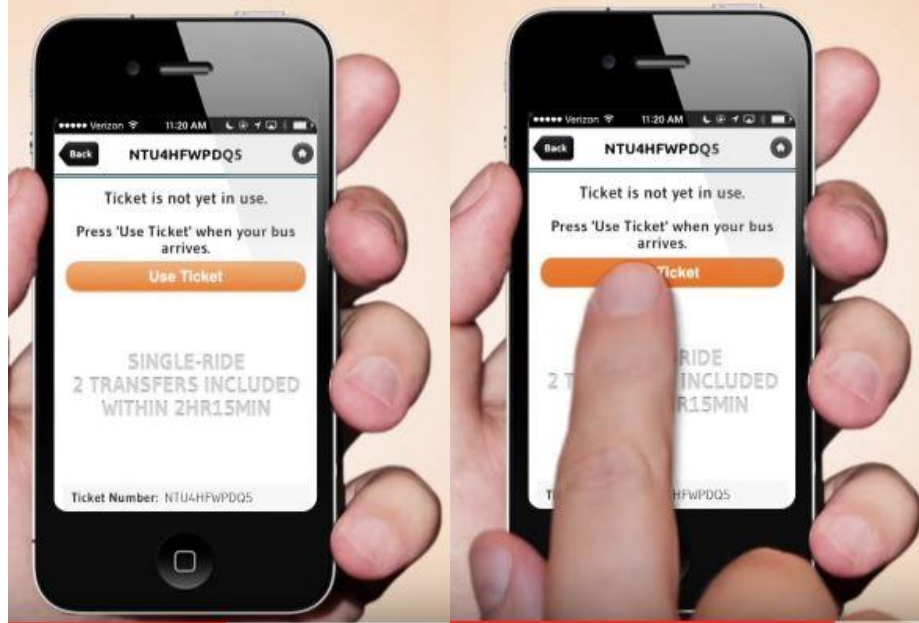 Verizon 11:20 AM
Back NTU4HFWPDQ5
Ticket is not yet in use.
Press 'Use Ticket' when your bus
arrives.
Use Ticket
SINGLE-RIDE
2 TRANSFERS INCLUDED
WITHIN 2HR15MIN
Ticket Number: NTU4HFWPDQ5
Verizon 11:20 AM
Back NTU4HFWPDQ5
Ticket is not yet in use.
Press 'Use Ticket' when your bus
arrives.
Ticket
RIDE
2 T INCLUDED
R15MIN
HFWPDQ5